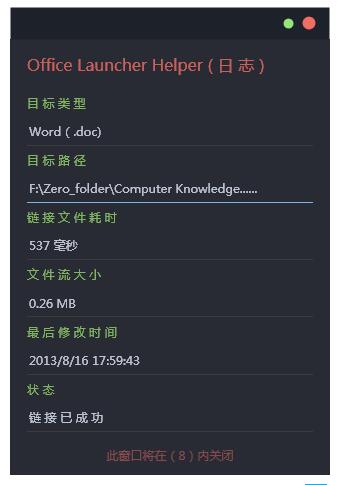 Office Launcher Helper ( 日 志 )
目标类型
Word ( .doc)
目标路径
F:\Zero_folder\Computer Knowledge......
链接文件耗时
537 毫秒
文件流大小
0.26 MB
最后修改时间
2013/8/16 17:59:43
状态
链接已成功
此窗口将在（8）内关闭